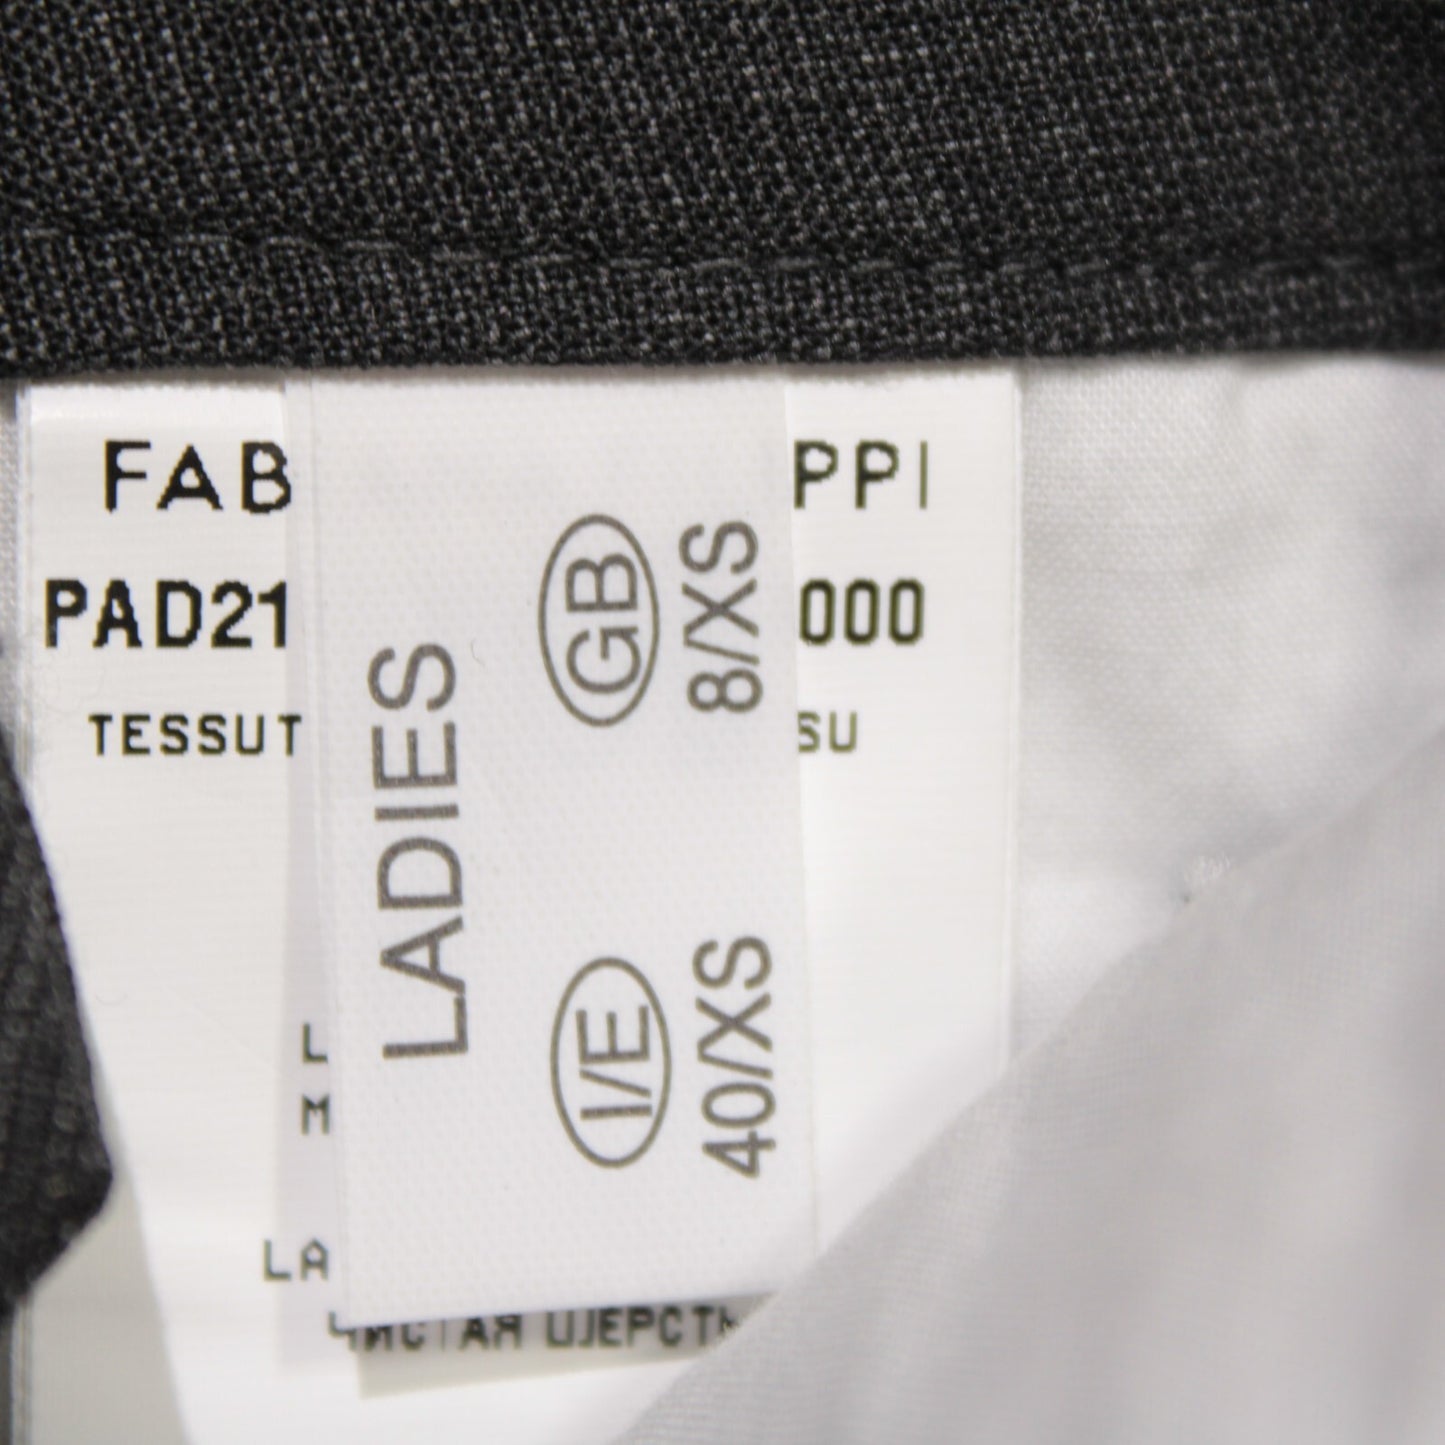 FAB
PPI
PAD21
000
TESSUT
SU
LADIES
GB
8/XS
I/E
40/XS
L
M
LA
ЧИСТАЯ ШЕРСТЬ